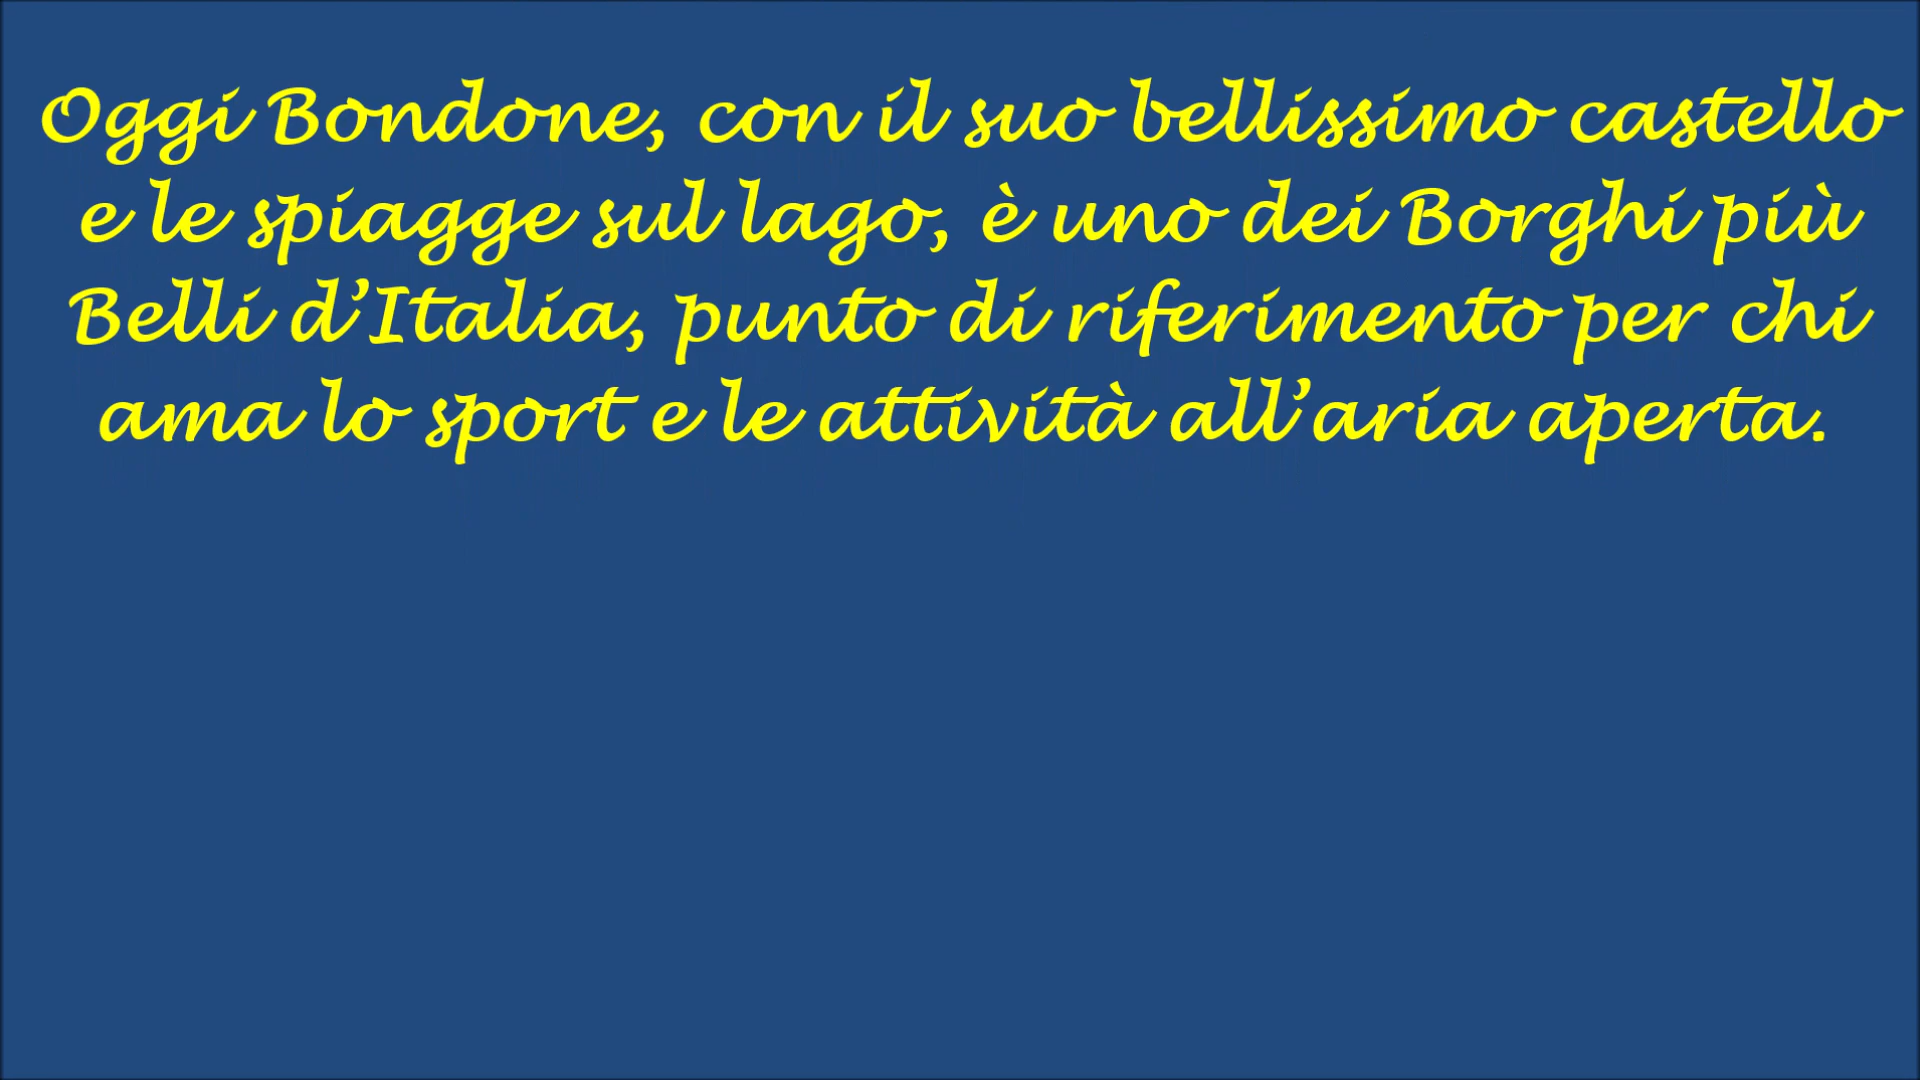 Oggi Bondone, con il suo bellissimo castello
e le spiagge sul lago, è uno dei Borghi più
Belli d’Italia, punto di riferimento per chi
ama lo sport e le attività all’aria aperta.